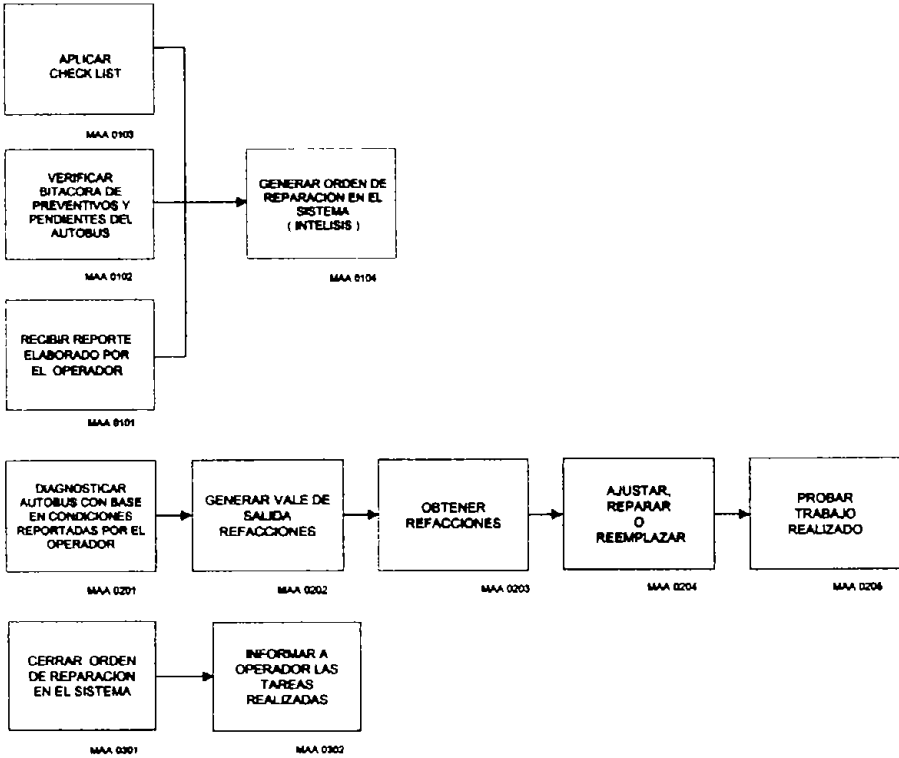 APLICAR
CHECK LIST
MAA 0103
VERIFICAR
BITACORA DE
PREVENTIVOS Y
PENDIENTES DEL
AUTOBUS
MAA 0102
GENERAR ORDEN DE
REPARACION EN EL
SISTEMA
( INTELISIS )
MAA 0104
RECIBIR REPORTE
ELABORADO POR
EL OPERADOR
MAA 0101
DIAGNOSTICAR
AUTOBUS CON BASE
EN CONDICIONES
REPORTADAS POR EL
OPERADOR
MAA 0201
GENERAR VALE DE
SALIDA
REFACCIONES
MAA 0202
OBTENER
REFACCIONES
MAA 0203
AJUSTAR,
REPARAR
O
REEMPLAZAR
MAA 0204
PROBAR
TRABAJO
REALIZADO
MAA 0205
CERRAR ORDEN
DE REPARACION
EN EL SISTEMA
MAA 0301
INFORMAR A
OPERADOR LAS
TAREAS
REALIZADAS
MAA 0302